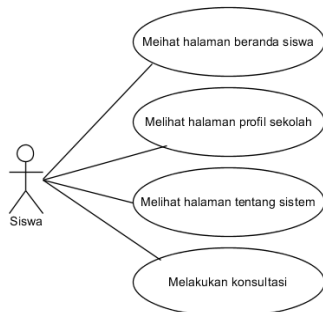 Meihat halaman beranda siswa
Melihat halaman profil sekolah
Melihat halaman tentang sistem
Siswa
Melakukan konsultasi